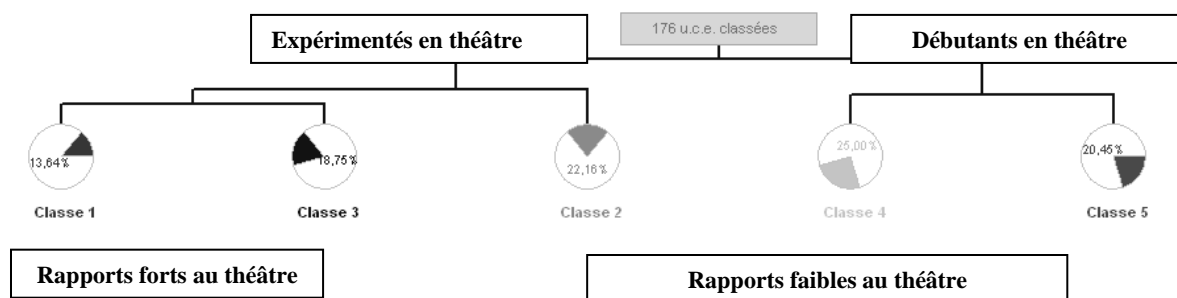 176 u.c.e. classées
Expérimentés en théâtre
Débutants en théâtre
13,64%
18,75%
22,16%
25,00%
20,45%
Classe 1
Classe 3
Classe 2
Classe 4
Classe 5
Rapports forts au théâtre
Rapports faibles au théâtre